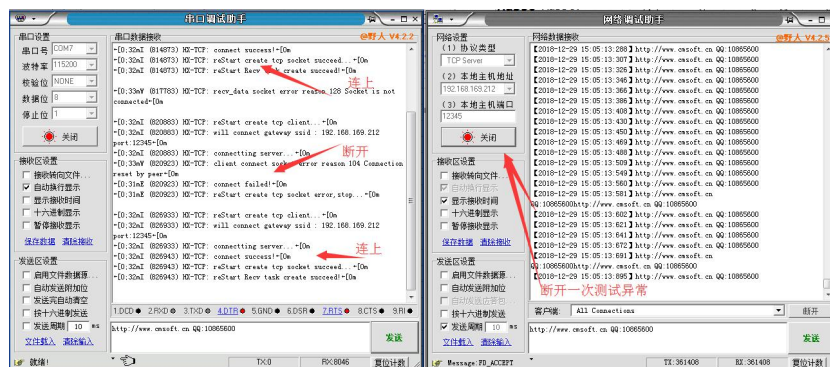 串口调试助手
串口设置
串口数据接收
@野人 V4.2.2
串口号 COM7
波特率 115200
校验位 NONE
数据位 8
停止位 1
关闭
接收区设置
接收转向文件...
自动换行显示
显示接收时间
十六进制显示
暂停接收显示
保存数据 清除接收
发送区设置
启用文件数据源...
自动发送附加位
发送完自动清空
按十六进制发送
发送周期 10 ms
文件载入 清除输入
[0;32mI (814873) MX-TCP: connect success!←[0m
←[0;32mI (814873) MX-TCP: reStart create tcp socket succeed...←[0m
←[0;32mI (814873) MX-TCP: reStart Recv task create succeed!←[0m
连上
←[0;33mW (817783) MX-TCP: recv_data socket error reason 128 Socket is not
connected←[0m
←[0;32mI (820883) MX-TCP: reStart create tcp client...←[0m
←[0;32mI (820883) MX-TCP: will connect gateway ssid : 192.168.169.212
port:12345←[0m
←[0;32mI (820883) MX-TCP: connectting server...←[0m
断开
←[0;33mW (820923) MX-TCP: client connect socket error reason 104 Connection
reset by peer←[0m
←[0;31mE (820923) MX-TCP: connect failed!←[0m
←[0;31mE (820923) MX-TCP: reStart create tcp socket error,stop...←[0m
←[0;32mI (826933) MX-TCP: reStart create tcp client...←[0m
←[0;32mI (826933) MX-TCP: will connect gateway ssid : 192.168.169.212
port:12345←[0m
←[0;32mI (826933) MX-TCP: connectting server...←[0m
连上
←[0;32mI (826943) MX-TCP: connect success!←[0m
←[0;32mI (826943) MX-TCP: reStart create tcp socket succeed...←[0m
←[0;32mI (826943) MX-TCP: reStart Recv task create succeed!←[0m
1.DCD 2.RXD 3.TXD 4.DTR 5.GND 6.DSR 7.RTS 8.CTS 9.RI
http://www.cmsoft.cn QQ:10865600
发送
就绪! TX:0 RX:8046 复位计数
网络调试助手
网络设置
网络数据接收
@野人 V4.2.5
(1) 协议类型
TCP Server
(2) 本地主机地址
192.168.169.212
(3) 本地主机端口
12345
关闭
接收区设置
接收转向文件...
自动换行显示
显示接收时间
十六进制显示
暂停接收显示
保存数据 清除接收
发送区设置
启用文件数据源...
自动发送附加位
按十六进制发送
发送周期 10 ms
文件载入 清除输入
【2018-12-29 15:05:13:288】http://www.cmsoft.cn QQ:10865600
【2018-12-29 15:05:13:307】http://www.cmsoft.cn QQ:10865600
【2018-12-29 15:05:13:326】http://www.cmsoft.cn QQ:10865600
【2018-12-29 15:05:13:346】http://www.cmsoft.cn QQ:10865600
【2018-12-29 15:05:13:366】http://www.cmsoft.cn QQ:10865600
【2018-12-29 15:05:13:386】http://www.cmsoft.cn QQ:10865600
【2018-12-29 15:05:13:408】http://www.cmsoft.cn QQ:10865600
【2018-12-29 15:05:13:430】http://www.cmsoft.cn QQ:10865600
【2018-12-29 15:05:13:450】http://www.cmsoft.cn QQ:10865600
【2018-12-29 15:05:13:469】http://www.cmsoft.cn QQ:10865600
【2018-12-29 15:05:13:488】http://www.cmsoft.cn QQ:10865600
【2018-12-29 15:05:13:509】http://www.cmsoft.cn QQ:10865600
【2018-12-29 15:05:13:549】http://www.cmsoft.cn QQ:10865600
【2018-12-29 15:05:13:560】http://www.cmsoft.cn QQ:10865600
【2018-12-29 15:05:13:581】http://www.cmsoft.cn
QQ:10865600http://www.cmsoft.cn QQ:10865600
【2018-12-29 15:05:13:602】http://www.cmsoft.cn QQ:10865600
【2018-12-29 15:05:13:621】http://www.cmsoft.cn QQ:10865600
【2018-12-29 15:05:13:641】http://www.cmsoft.cn QQ:10865600
【2018-12-29 15:05:13:672】http://www.cmsoft.cn QQ:10865600
【2018-12-29 15:05:13:691】http://www.cmsoft.cn
QQ:10865600http://www.cmsoft.cn QQ:10865600
【2018-12-29 15:05:13:895】http://www.cmsoft.cn QQ:10865600
断开一次测试异常
客户端: All Connections 断开
http://www.cmsoft.cn QQ:10865600
发送
Message:FD_ACCEPT TX:361408 RX:361408 复位计数